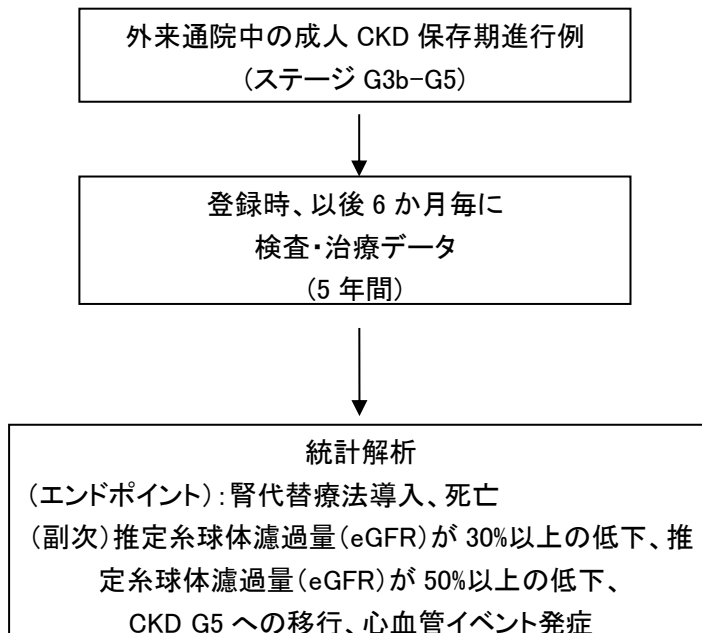 外来通院中の成人 CKD 保存期進行例
(ステージ G3b-G5)
登録時、以後 6 か月毎に
検査・治療データ
(5 年間)
統計解析
(エンドポイント):腎代替療法導入、死亡
(副次)推定糸球体濾過量(eGFR)が 30%以上の低下、推
定糸球体濾過量(eGFR)が 50%以上の低下、
CKD G5 への移行、心血管イベント発症